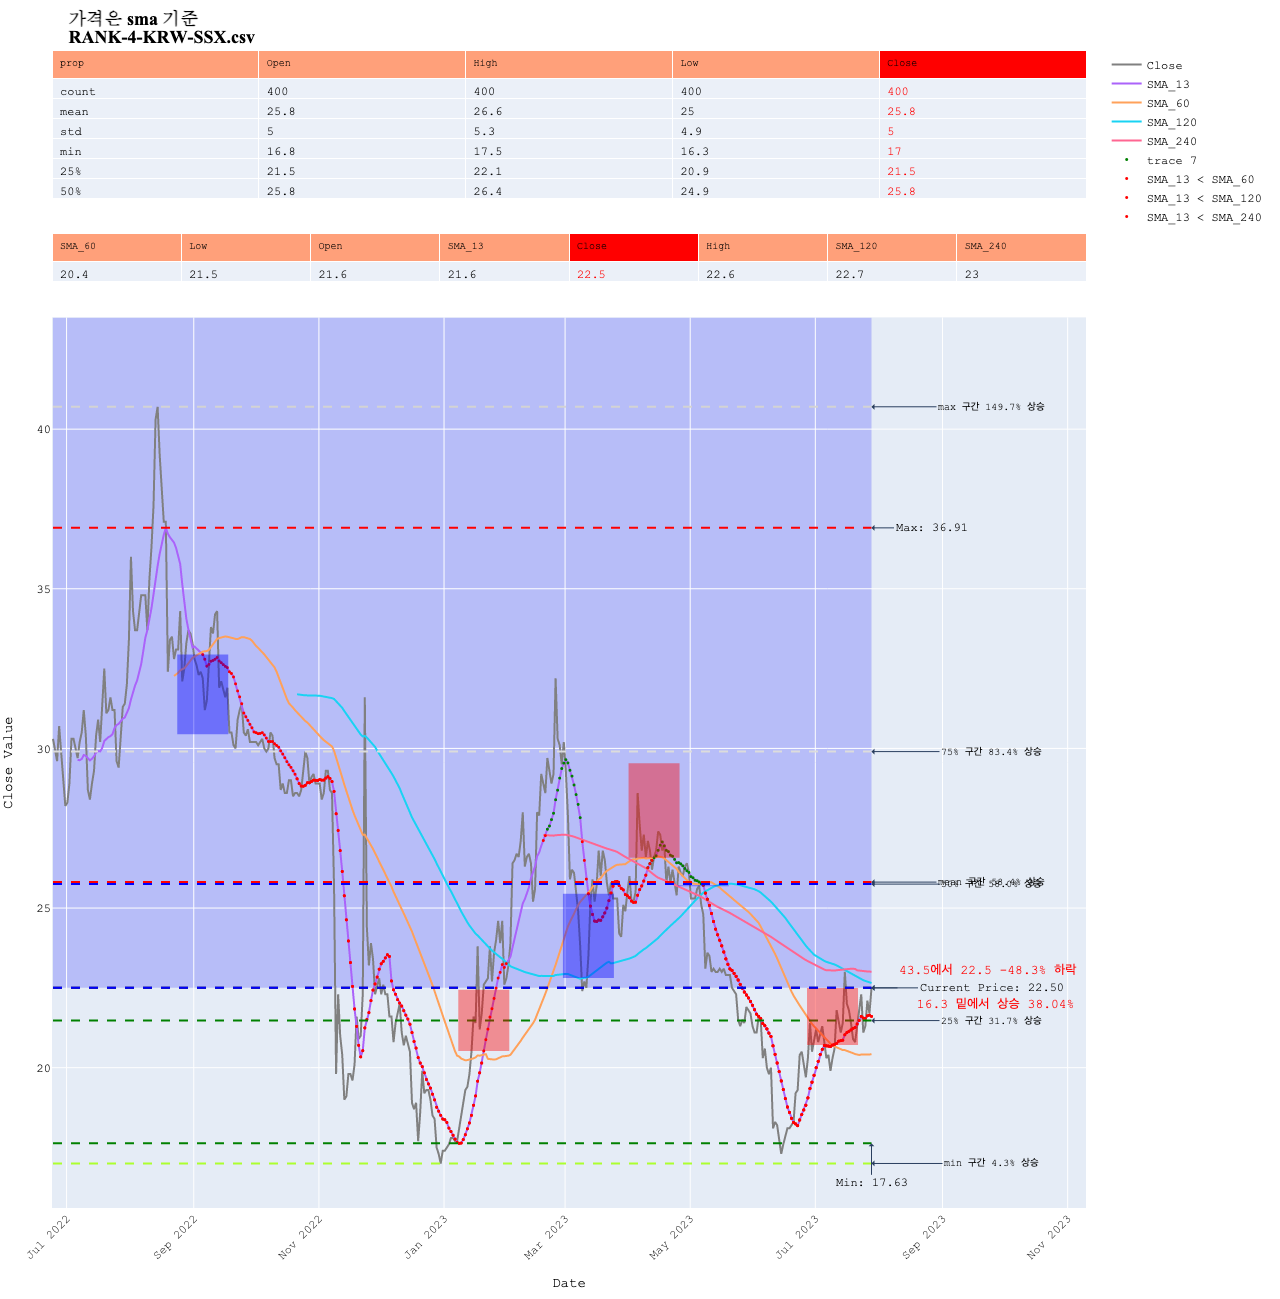 가격은 sma 기준
RANK-4-KRW-SSX.csv
prop Open High Low Close
count 400 400 400 400
mean 25.8 26.6 25 25.8
std 5 5.3 4.9 5
min 16.8 17.5 16.3 17
25% 21.5 22.1 20.9 21.5
50% 25.8 26.4 24.9 25.8
Close
SMA_13
SMA_60
SMA_120
SMA_240
trace 7
SMA_13 < SMA_60
SMA_13 < SMA_120
SMA_13 < SMA_240
SMA_60 Low Open SMA_13 Close High SMA_120 SMA_240
20.4 21.5 21.6 21.6 22.5 22.6 22.7 23
max 구간 149.7% 상승
40
Max: 36.91
35
30
75% 구간 83.4% 상승
mean 구간 58.4% 상승
25
43.5에서 22.5 -48.3% 하락
Current Price: 22.50
16.3 밑에서 상승 38.04%
25% 구간 31.7% 상승
20
min 구간 4.3% 상승
Min: 17.63
Close Value
Jul 2022
Sep 2022
Nov 2022
Jan 2023
Mar 2023
May 2023
Jul 2023
Sep 2023
Nov 2023
Date